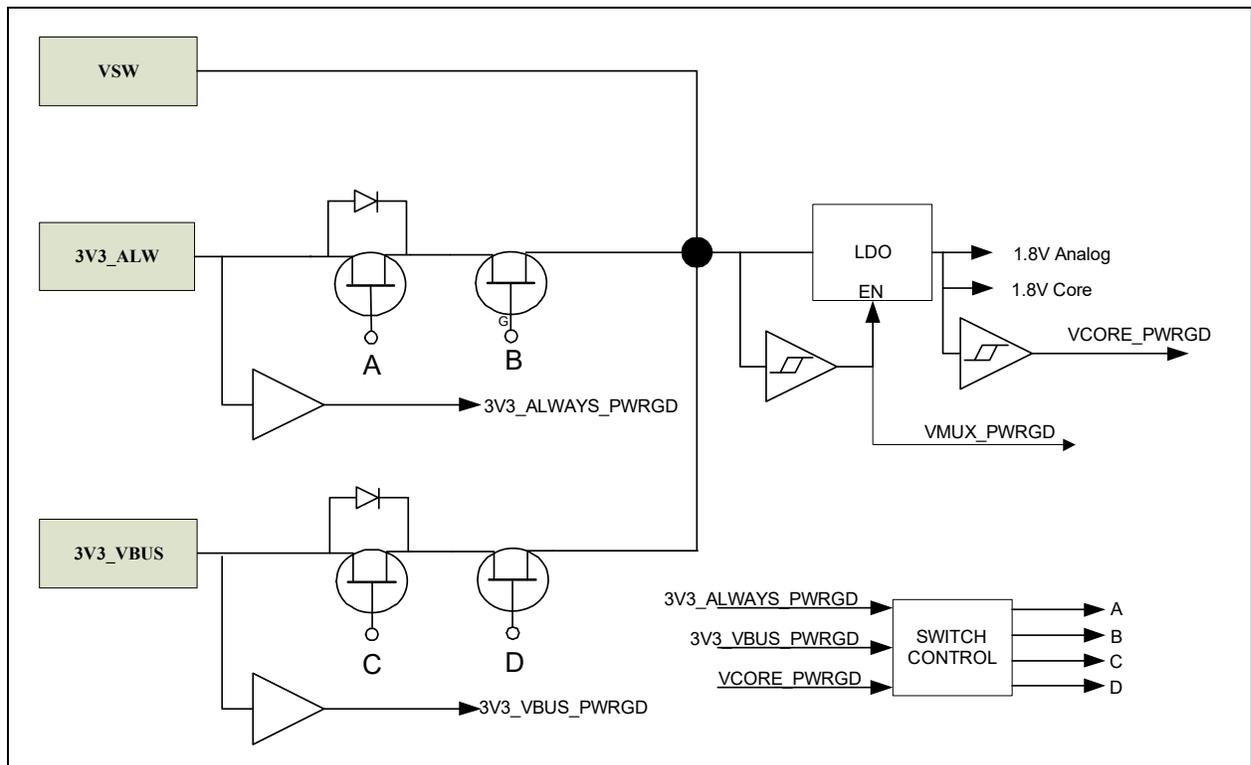 VSW
3V3_ALW
LDO
EN
1.8V Analog
1.8V Core
VCORE_PWRGD
G
A
B
3V3_ALWAYS_PWRGD
VMUX_PWRGD
3V3_VBUS
C
D
3V3_VBUS_PWRGD
3V3_ALWAYS_PWRGD
3V3_VBUS_PWRGD
VCORE_PWRGD
SWITCH
CONTROL
A
B
C
D